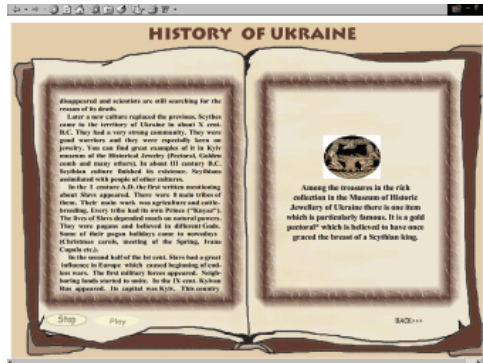 HISTORY OF UKRAINE
disappeared and scientists are still searching for the
reason of its death.
Later a new culture replaced the previous. Scythes
came to the territory of Ukraine in about X cent.
B.C. They had a very strong community. They were
good warriors and they were especially keen on
jewelry. You can find great examples of it in Kyiv
museum of the Historical Jewelry (Pectoral, Golden
comb and many others). In about III century B.C.
Scythian culture finished its existence. Scythians
assimilated with people of other cultures.
In the I century A.D. the first written mentioning
about Slavs appeared. There were 8 main tribes of
them. Their main work was agriculture and cattle-
breeding. Every tribe had its own Prince ("Knyaz").
The lives of Slavs depended much on natural powers.
They were pagans and believed in different Gods.
Some of their pagan holidays come to nowadays
(Christmas carols, meeting of the Spring, Ivana
Cupala etc.).
In the second half of the Ist cent. Slavs had a great
influence in Europe which caused beginning of end-
less wars. The first military forces appeared. Neigh-
boring lands started to unite. In the IX cent. Kyivan
Rus appeared. Its capital was Kyiv. This country
Stop
Play
Among the treasures in the rich
collection in the Museum of Historic
Jewellery of Ukraine there is one item
which is particularly famous. It is a gold
pectoral* which is believed to have once
graced the breast of a Scythian king.
BACK>>>